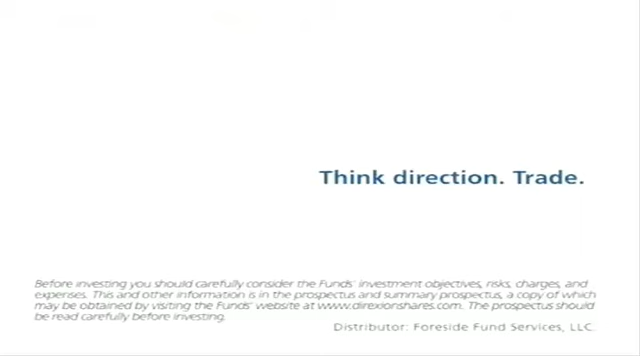 Think direction. Trade.
Before investing you should carefully consider the Funds' investment objectives, risks, charges, and
expenses. This and other information is in the prospectus and summary prospectus, a copy of which
may be obtained by visiting the Funds' website at www.direxionshares.com. The prospectus should
be read carefully before investing.
Distributor: Foreside Fund Services, LLC.